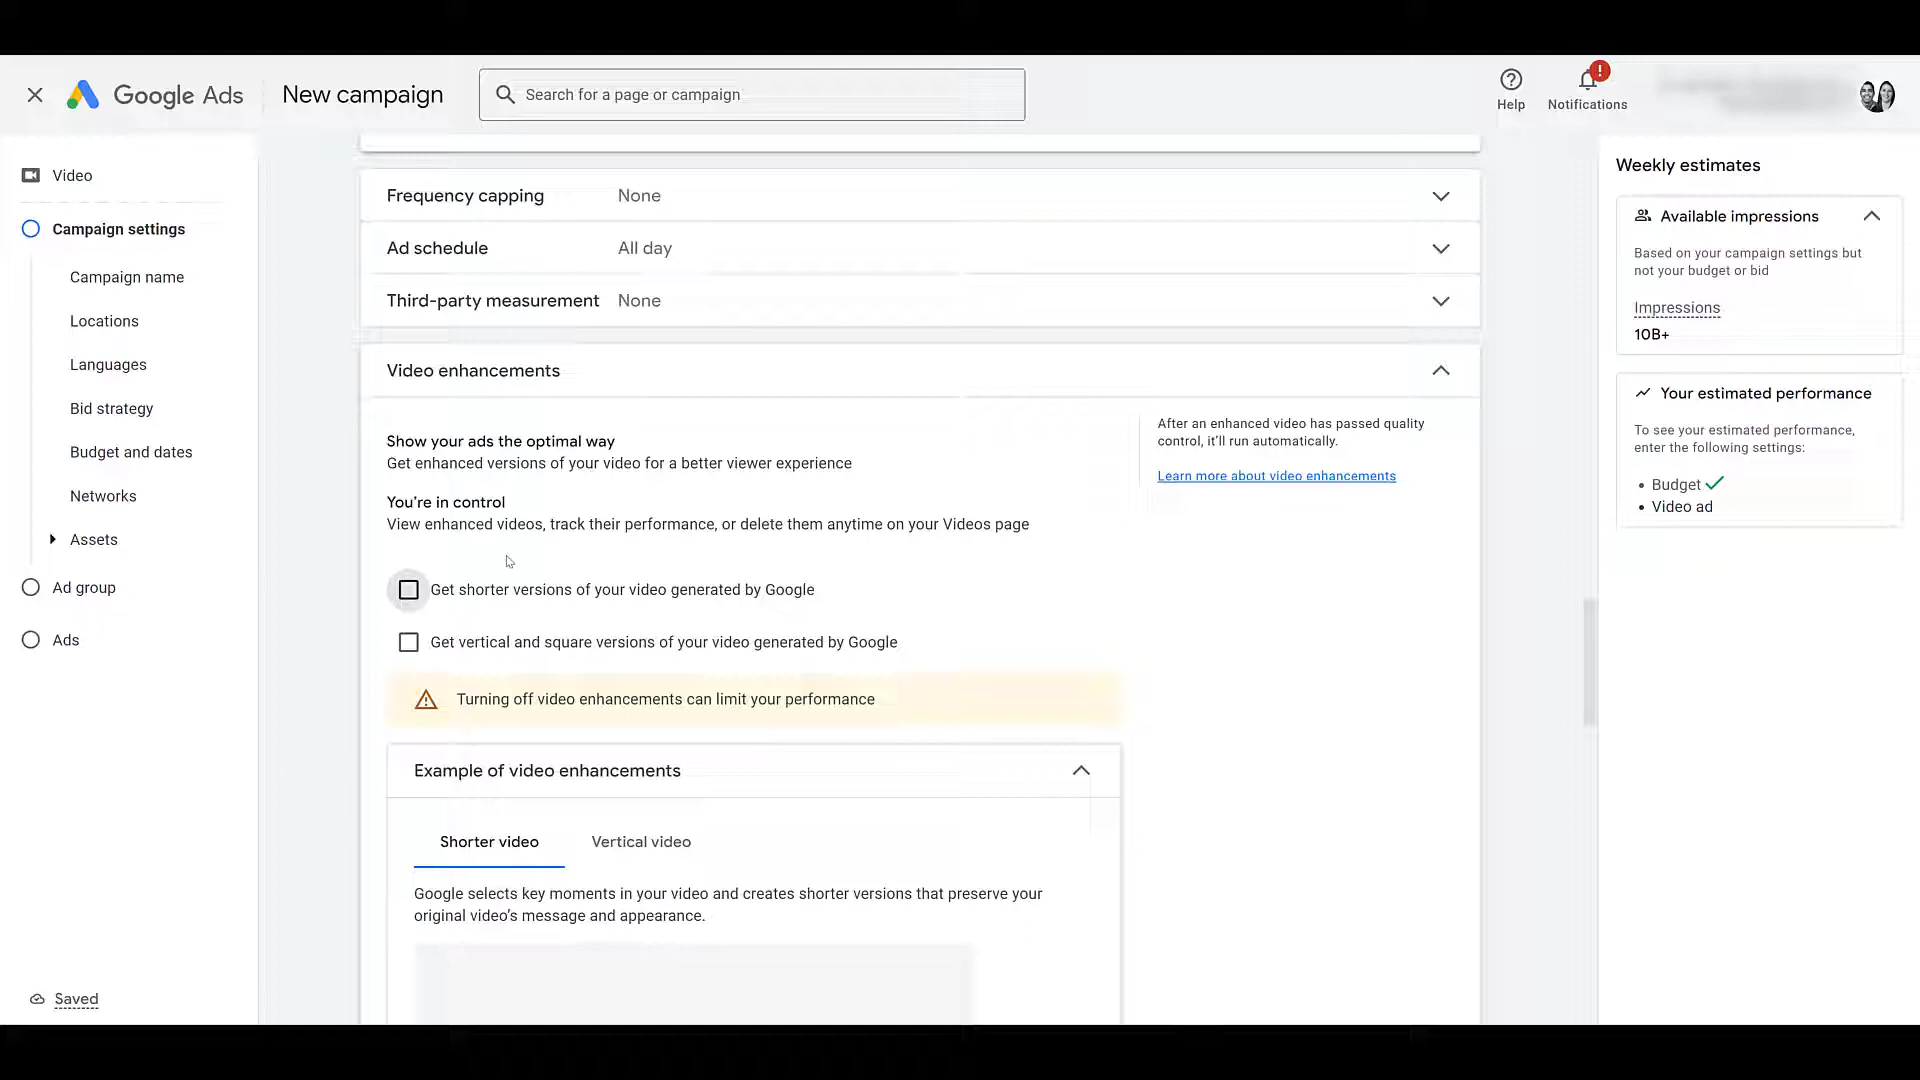 Google Ads
New campaign
Search for a page or campaign
Help
!
Notifications
Video
Campaign settings
Campaign name
Locations
Languages
Bid strategy
Budget and dates
Networks
Assets
Ad group
Ads
Saved
Frequency capping None
Ad schedule All day
Third-party measurement None
Video enhancements
Show your ads the optimal way
Get enhanced versions of your video for a better viewer experience
You're in control
View enhanced videos, track their performance, or delete them anytime on your Videos page
Get shorter versions of your video generated by Google
Get vertical and square versions of your video generated by Google
Turning off video enhancements can limit your performance
Example of video enhancements
Shorter video Vertical video
Google selects key moments in your video and creates shorter versions that preserve your
original video's message and appearance.
After an enhanced video has passed quality
control, it'll run automatically.
Learn more about video enhancements
Weekly estimates
Available impressions
Based on your campaign settings but
not your budget or bid
Impressions
10B+
Your estimated performance
To see your estimated performance,
enter the following settings:
• Budget
• Video ad